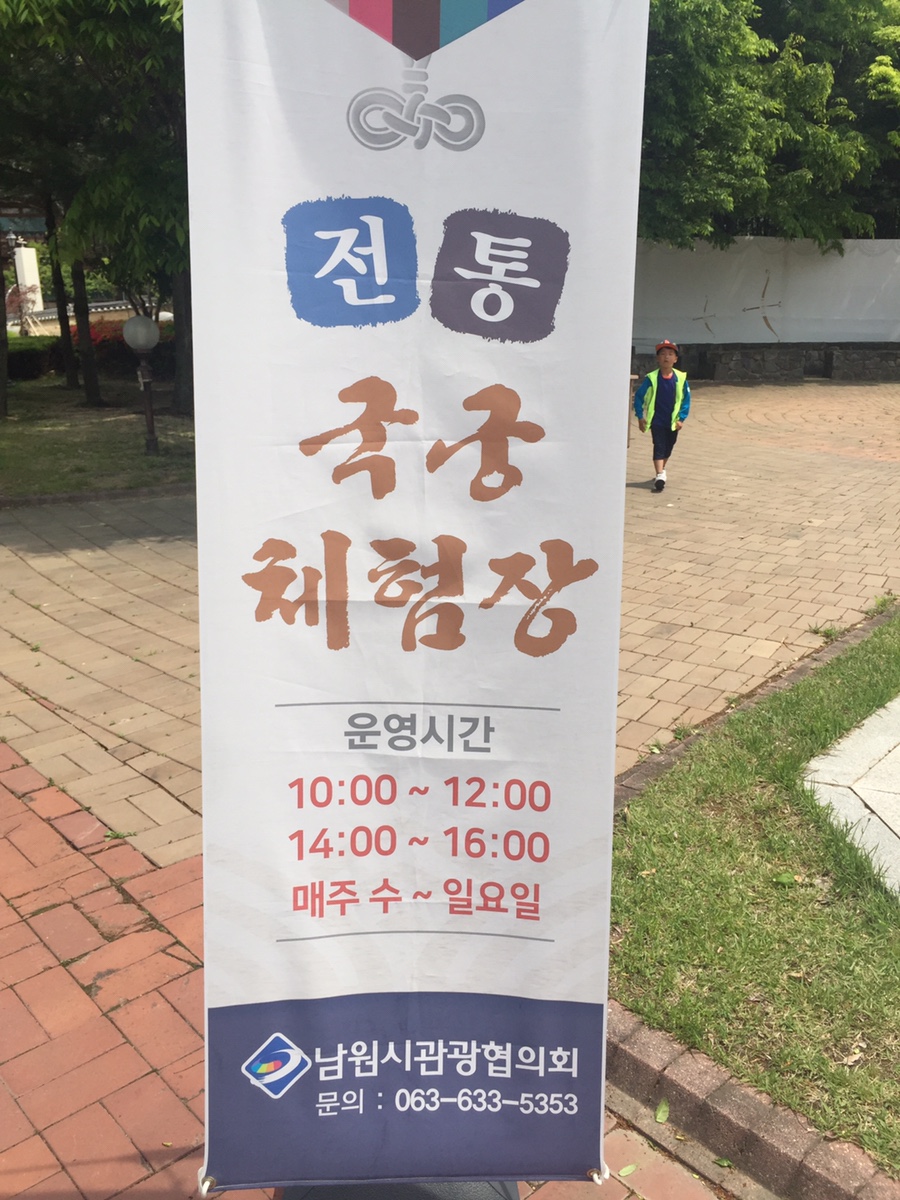 전통
국궁
체험장
운영시간
10:00 ~ 12:00
14:00 ~ 16:00
매주 수 ~ 일요일
남원시관광협의회
문의 : 063-633-5353